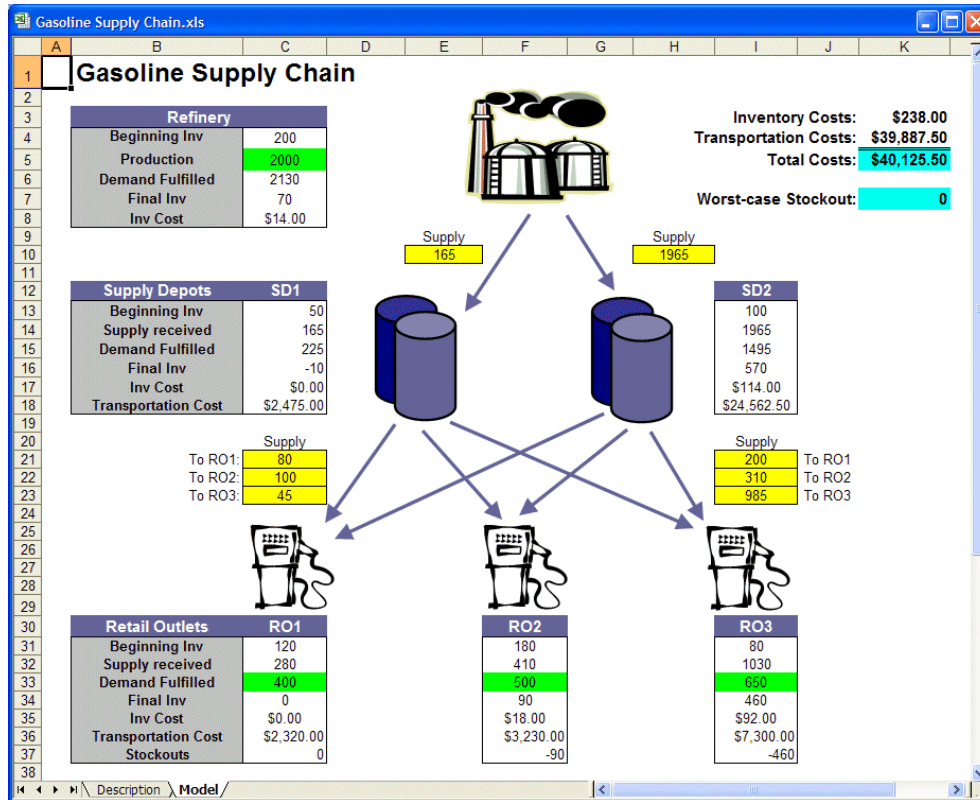 Gasoline Supply Chain.xls
A B C D E F G H I J K
1 Gasoline Supply Chain
2
3 Refinery Inventory Costs: $238.00
4 Beginning Inv 200 Transportation Costs: $39,887.50
5 Production 2000 Total Costs: $40,125.50
6 Demand Fulfilled 2130
7 Final Inv 70 Worst-case Stockout: 0
8 Inv Cost $14.00
9 Supply Supply
10 165 1965
11
12 Supply Depots SD1 SD2
13 Beginning Inv 50 100
14 Supply received 165 1965
15 Demand Fulfilled 225 1495
16 Final Inv -10 570
17 Inv Cost $0.00 $114.00
18 Transportation Cost $2,475.00 $24,562.50
19
20 Supply Supply
21 To RO1: 80 200 To RO1
22 To RO2: 100 310 To RO2
23 To RO3: 45 985 To RO3
24
25
26
27
28
29
30 Retail Outlets RO1 RO2 RO3
31 Beginning Inv 120 180 80
32 Supply received 280 410 1030
33 Demand Fulfilled 400 500 650
34 Final Inv 0 90 460
35 Inv Cost $0.00 $18.00 $92.00
36 Transportation Cost $2,320.00 $3,230.00 $7,300.00
37 Stockouts 0 -90 -460
38
Description Model